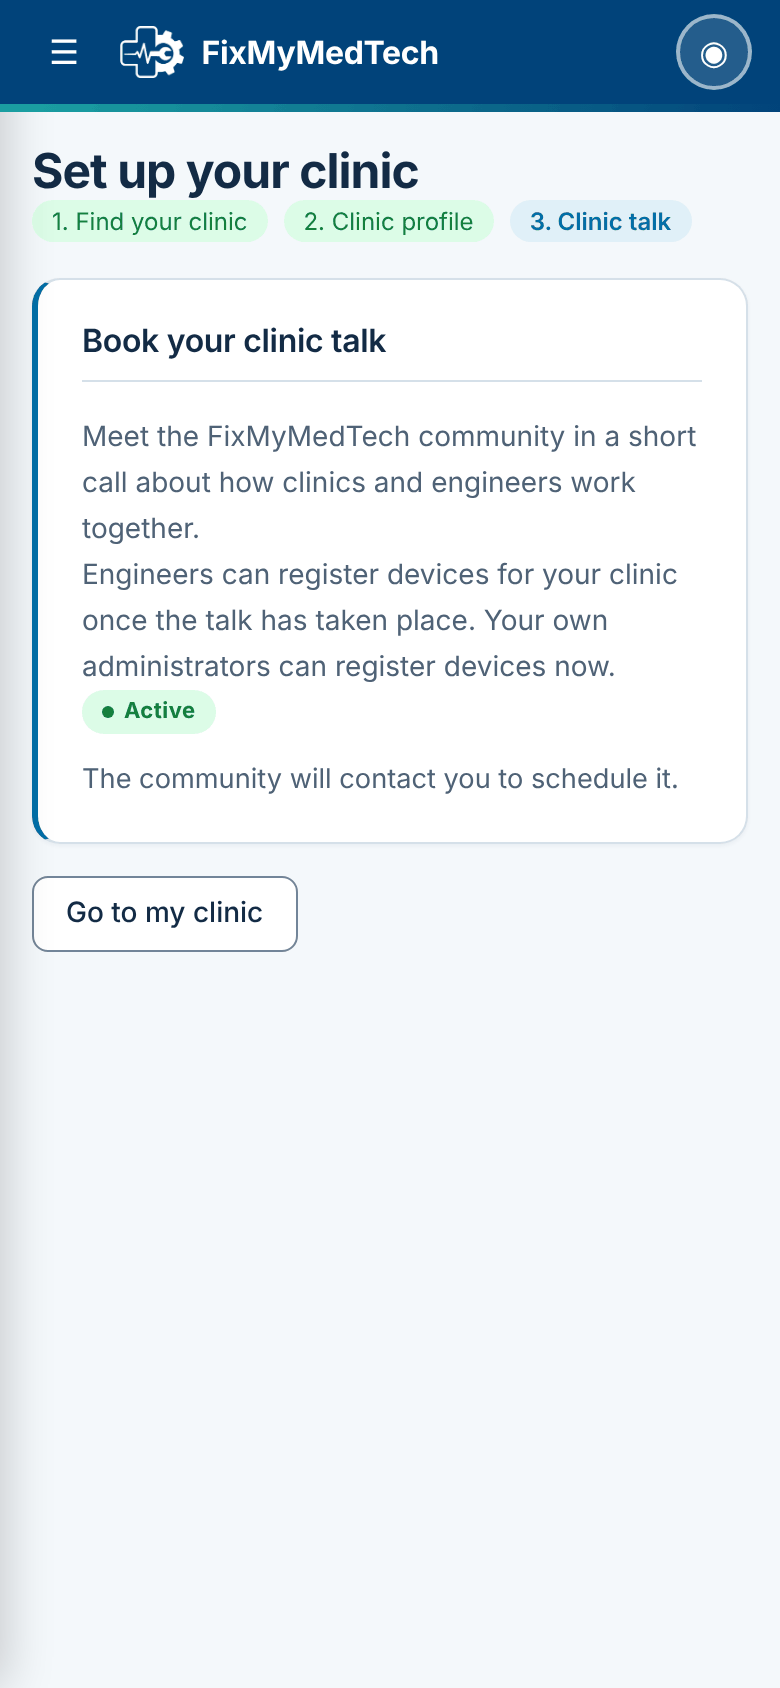 FixMyMedTech
Set up your clinic
1. Find your clinic
2. Clinic profile
3. Clinic talk
Book your clinic talk
Meet the FixMyMedTech community in a short
call about how clinics and engineers work
together.
Engineers can register devices for your clinic
once the talk has taken place. Your own
administrators can register devices now.
Active
The community will contact you to schedule it.
Go to my clinic